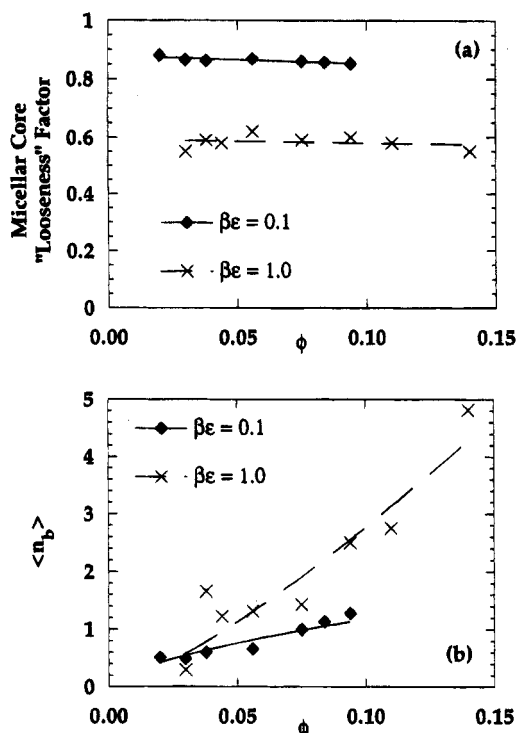 1
0.8
0.6
0.4
0.2
0
Micellar Core
"Looseness" Factor
(a)
βε = 0.1
βε = 1.0
0.00 0.05 ϕ 0.10 0.15
5
4
3
2
1
0
<n_b>
βε = 0.1
βε = 1.0
(b)
0.00 0.05 ϕ 0.10 0.15